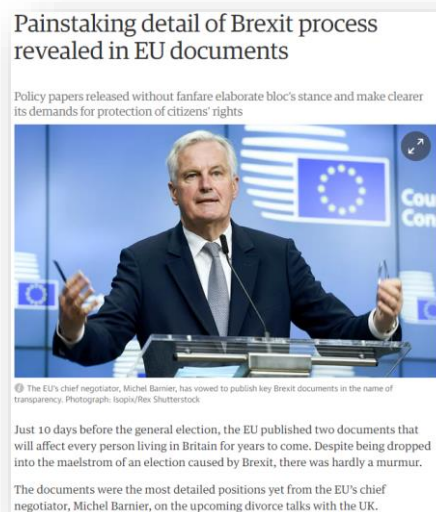 Painstaking detail of Brexit process
revealed in EU documents
Policy papers released without fanfare elaborate bloc's stance and make clearer
its demands for protection of citizens' rights
Cou
Con
The EU's chief negotiator, Michel Barnier, has vowed to publish key Brexit documents in the name of
transparency. Photograph: Isopix/Rex Shutterstock
Just 10 days before the general election, the EU published two documents that
will affect every person living in Britain for years to come. Despite being dropped
into the maelstrom of an election caused by Brexit, there was hardly a murmur.
The documents were the most detailed positions yet from the EU's chief
negotiator, Michel Barnier, on the upcoming divorce talks with the UK.